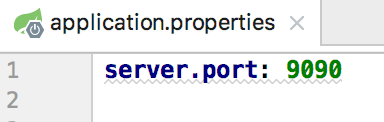 application.properties
1 server.port: 9090
2